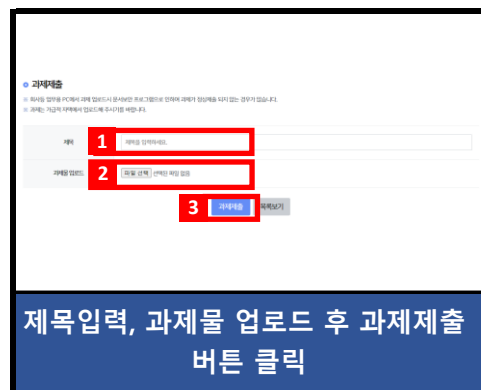 과제제출
※ 회사등 업무용 PC에서 과제 업로드시 문서보안 프로그램으로 인하여 과제가 정상제출 되지 않는 경우가 있습니다.
※ 과제는 가급적 자택에서 업로드해 주시기를 바랍니다.
제목 1 제목을 입력하세요.
과제물 업로드 2 파일 선택 선택된 파일 없음
3 과제제출 목록보기
제목입력, 과제물 업로드 후 과제제출
버튼 클릭